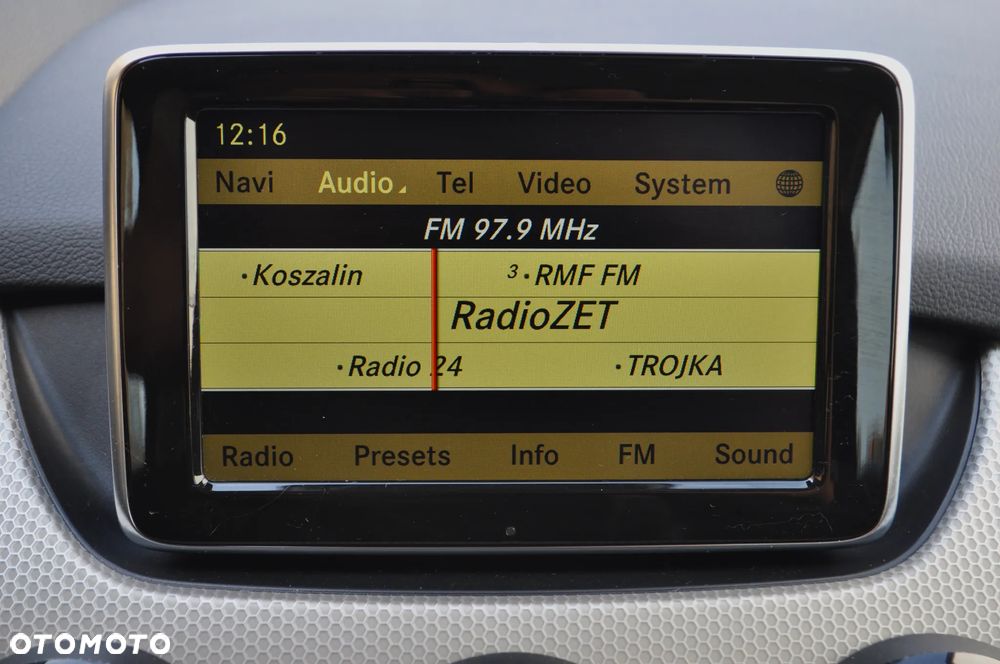 12:16
Navi Audio Tel Video System
FM 97.9 MHz
·Koszalin 3·RMF FM
RadioZET
·Radio 24 ·TROJKA
Radio Presets Info FM Sound
OTOMOTO